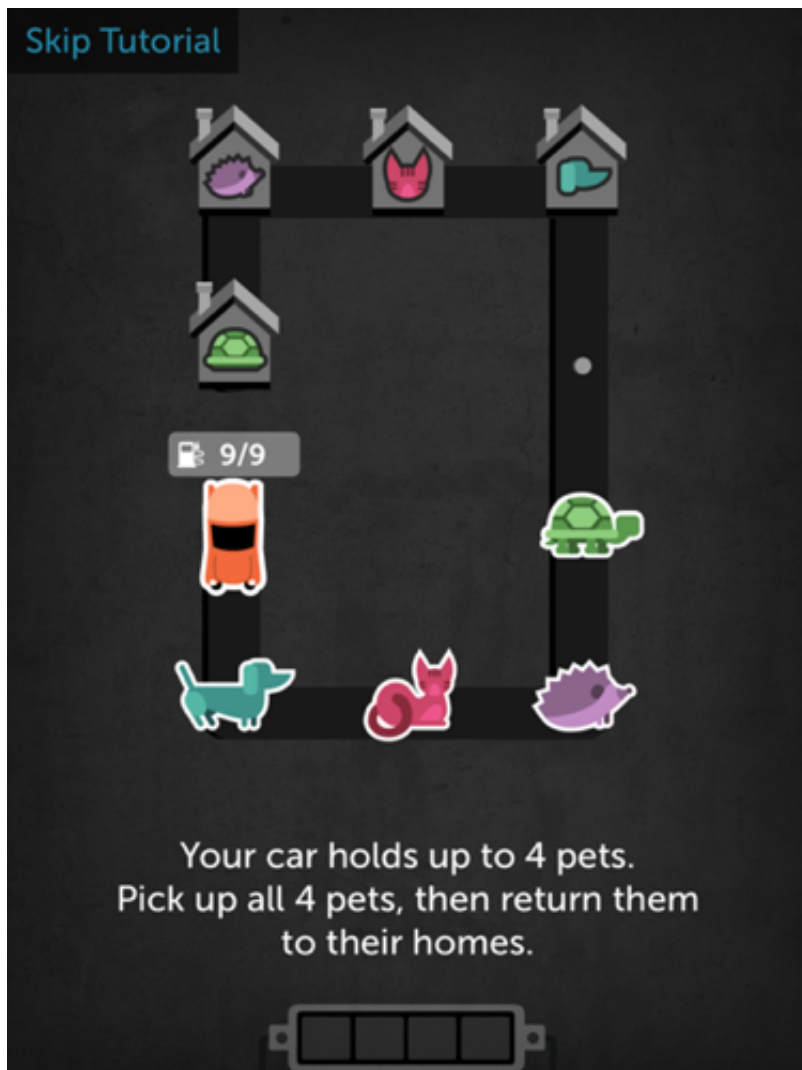 Skip Tutorial
9/9
Your car holds up to 4 pets.
Pick up all 4 pets, then return them
to their homes.